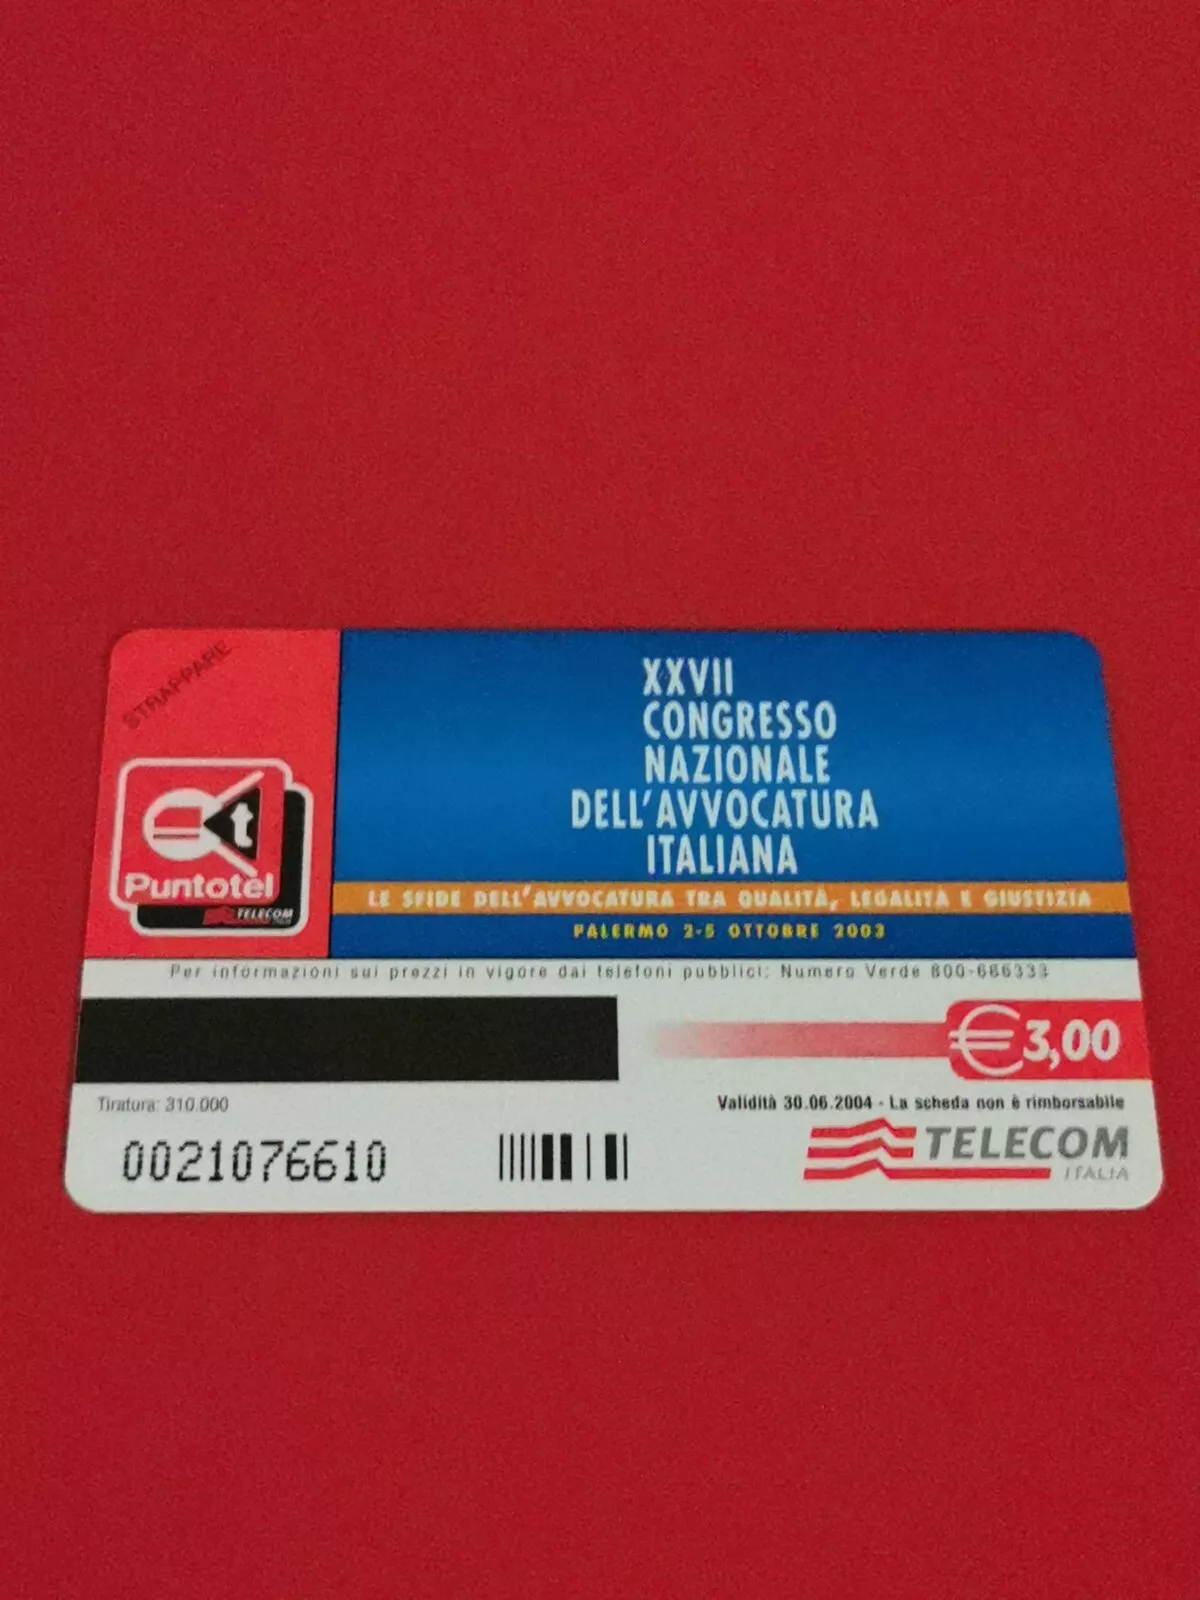 STRAPPARE
t
Puntotel
TELECOM
XXVII
CONGRESSO
NAZIONALE
DELL'AVVOCATURA
ITALIANA
LE SFIDE DELL'AVVOCATURA TRA QUALITÀ, LEGALITÀ E GIUSTIZIA
PALERMO 2-5 OTTOBRE 2003
Per informazioni sui prezzi in vigore dai telefoni pubblici: Numero Verde 800-666333
€3,00
Tiratura: 310.000
Validità 30.06.2004 - La scheda non è rimborsabile
0021076610
TELECOM
ITALIA